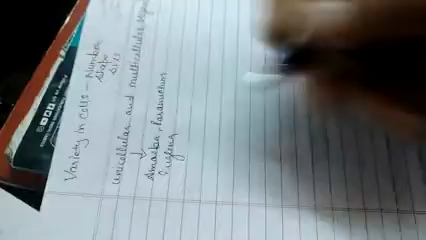 Variety in cells - Number
Shape
Size
Unicellular and multicellular
Amoeba, Paramecium
Euglena